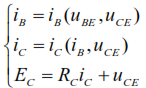 i_B = i_B(u_BE, u_CE)
i_C = i_C(i_B, u_CE)
E_C = R_C i_C + u_CE